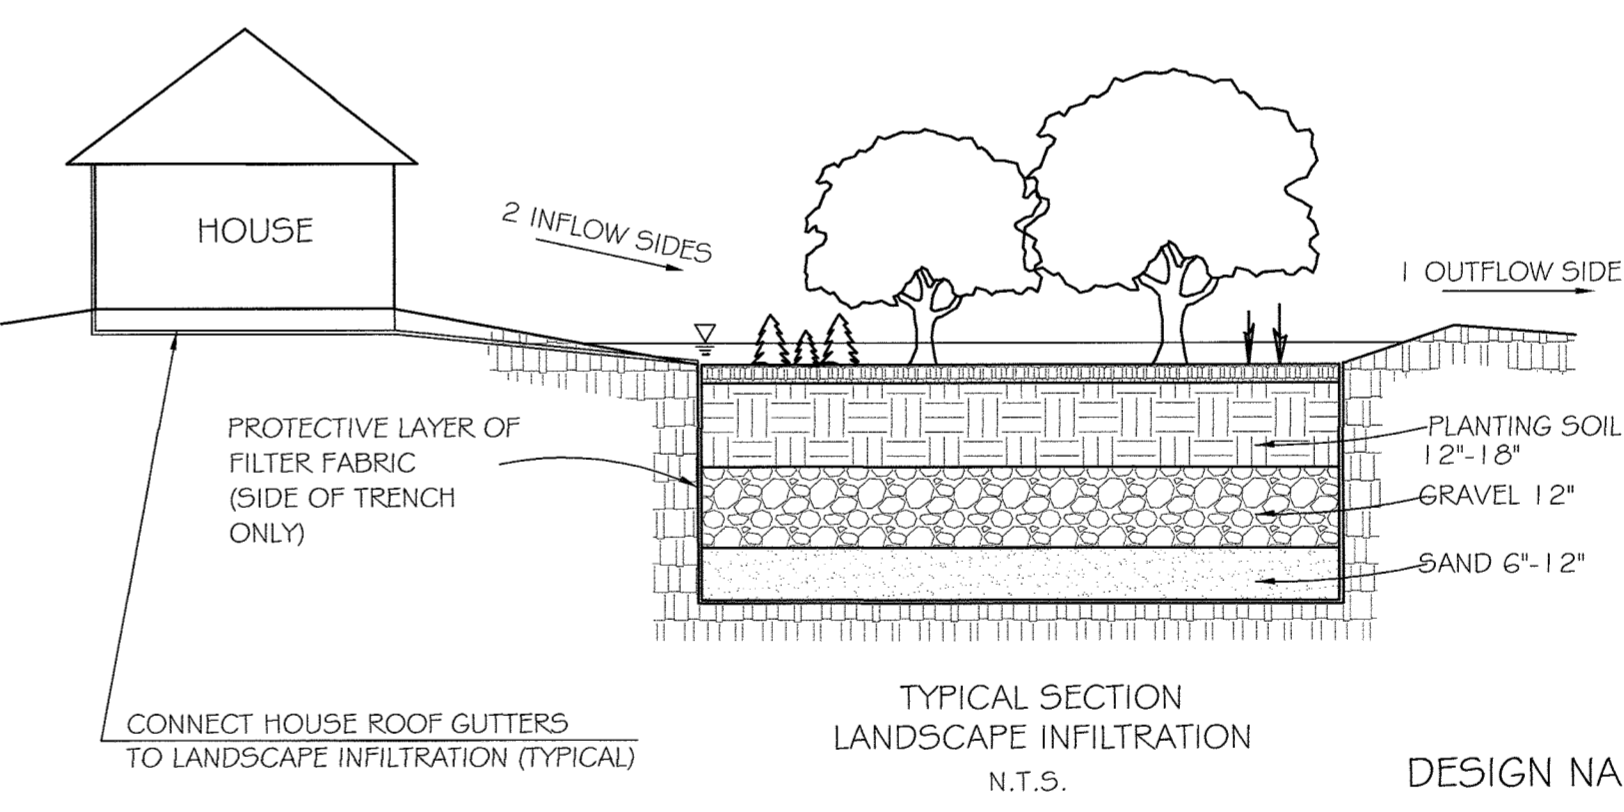 HOUSE
2 INFLOW SIDES
1 OUTFLOW SIDE
PROTECTIVE LAYER OF
FILTER FABRIC
(SIDE OF TRENCH
ONLY)
PLANTING SOIL
12"-18"
GRAVEL 12"
SAND 6"-12"
CONNECT HOUSE ROOF GUTTERS
TO LANDSCAPE INFILTRATION (TYPICAL)
TYPICAL SECTION
LANDSCAPE INFILTRATION
N.T.S.
DESIGN NA